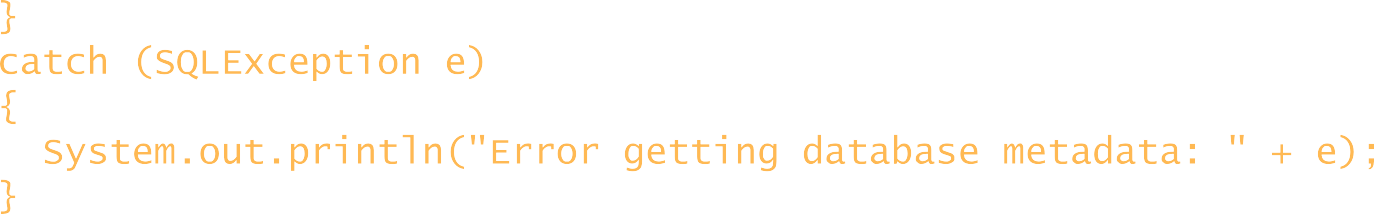 }
catch (SQLException e)
{
  System.out.println("Error getting database metadata: " + e);
}